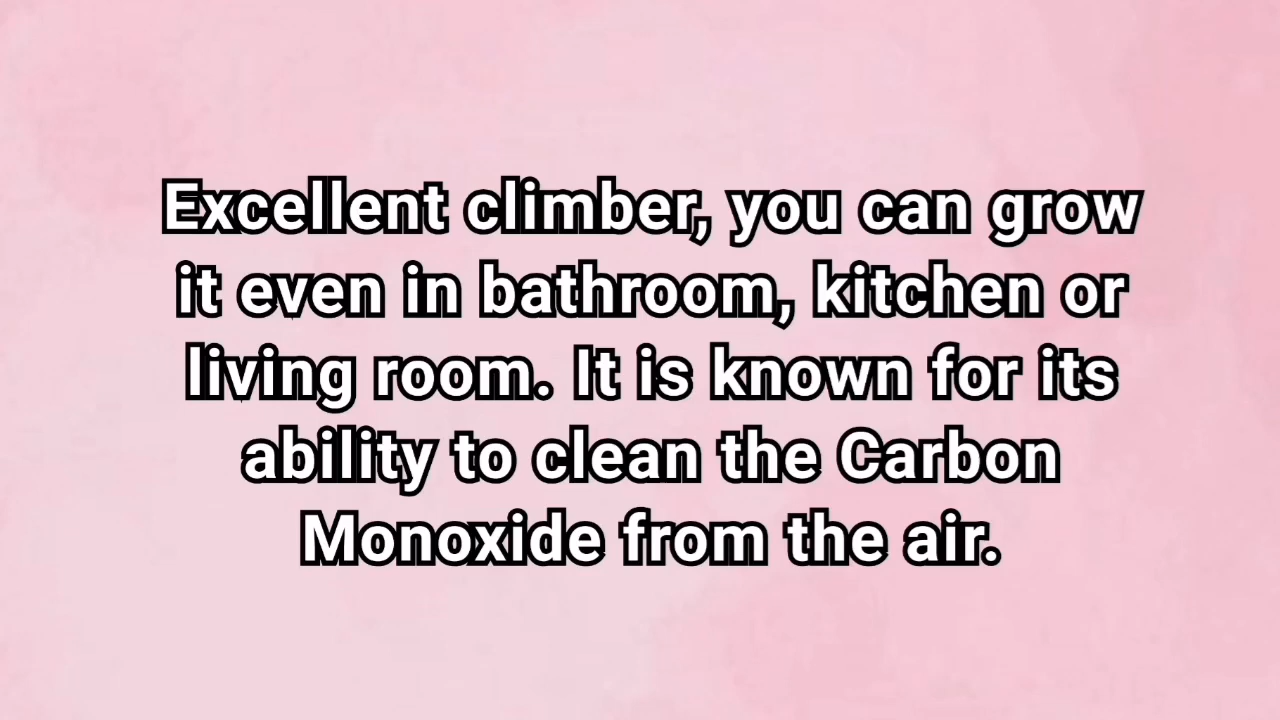 Excellent climber, you can grow
it even in bathroom, kitchen or
living room. It is known for its
ability to clean the Carbon
Monoxide from the air.